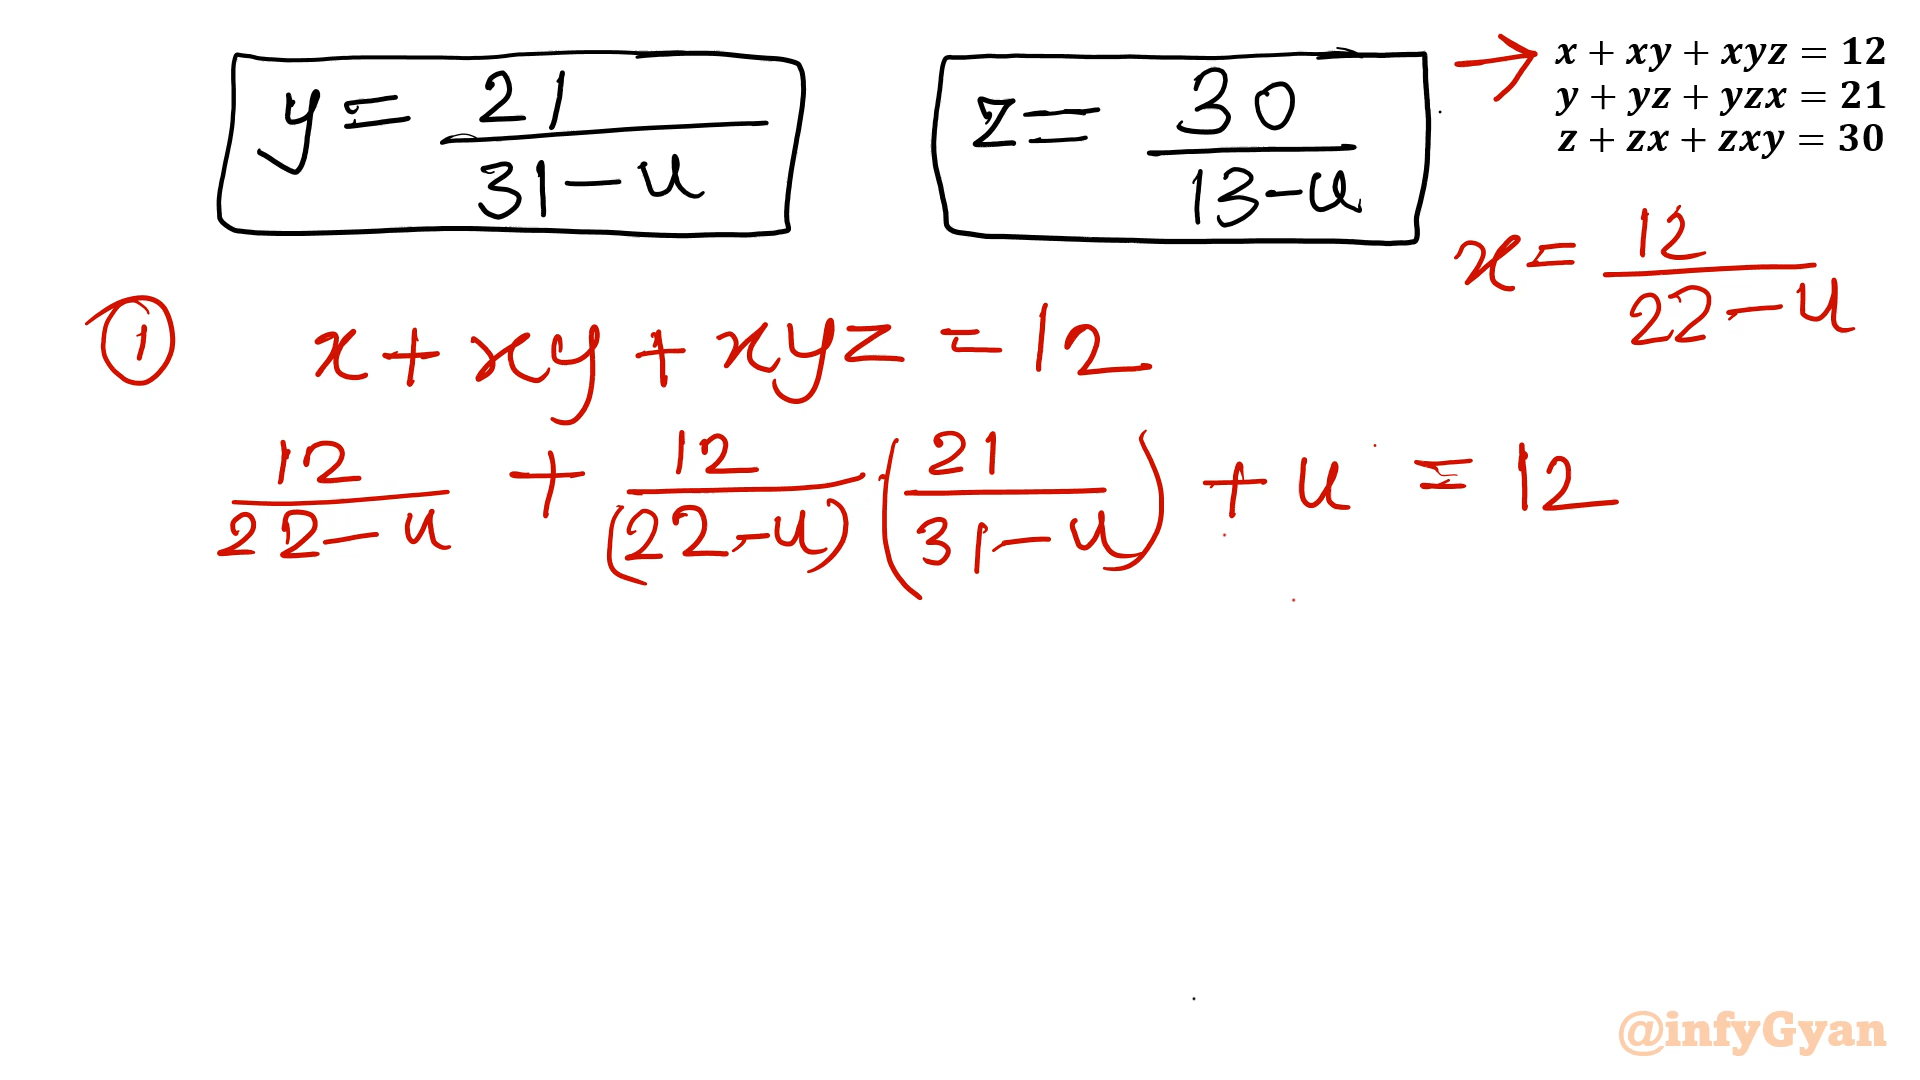 y = 21/(31-u)
z = 30/(13-u)
x + xy + xyz = 12
y + yz + yzx = 21
z + zx + zxy = 30
x = 12/(22-u)
① x + xy + xyz = 12
12/(22-u) + 12/(22-u) (21/(31-u)) + u = 12
@infyGyan